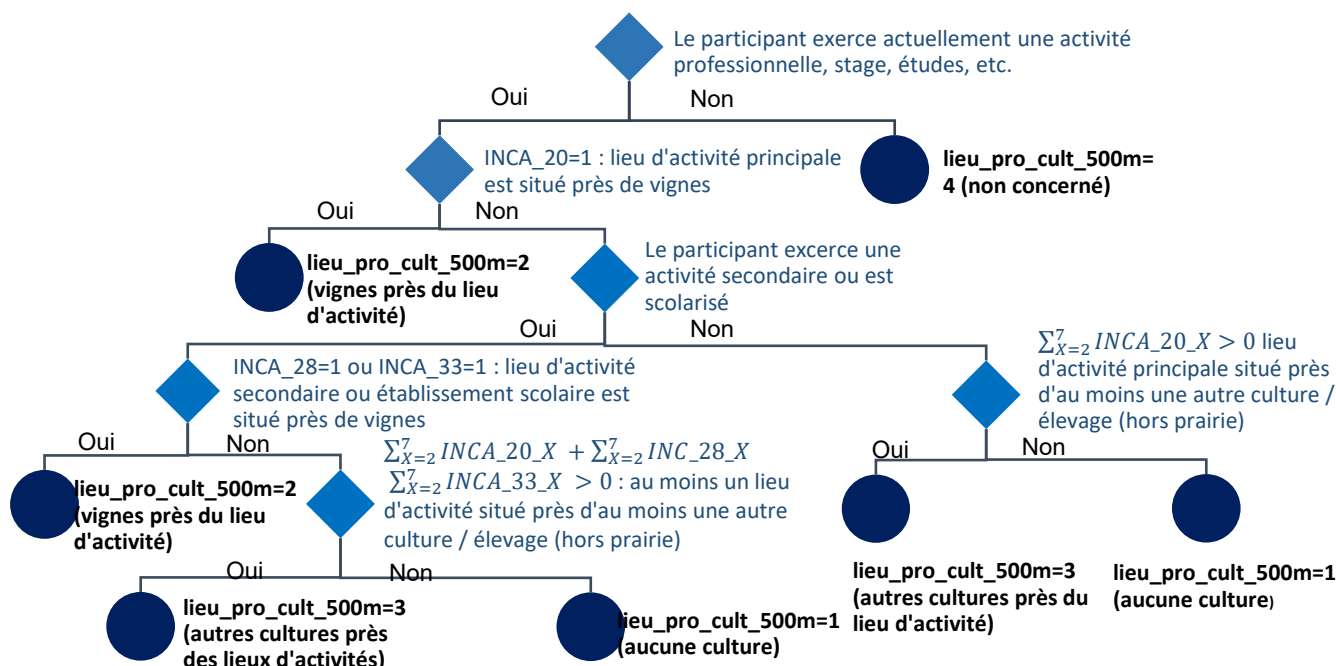 Le participant exerce actuellement une activité
professionnelle, stage, études, etc.
Oui
Non
INCA_20=1 : lieu d'activité principale
est situé près de vignes
lieu_pro_cult_500m=
4 (non concerné)
Oui
Non
lieu_pro_cult_500m=2
(vignes près du lieu
d'activité)
Le participant excerce une
activité secondaire ou est
scolarisé
Oui
Non
INCA_28=1 ou INCA_33=1 : lieu d'activité
secondaire ou établissement scolaire est
situé près de vignes
∑_{X=2}^{7} INCA_20_X > 0 lieu
d'activité principale situé près
d'au moins une autre culture /
élevage (hors prairie)
Oui
Non
lieu_pro_cult_500m=2
(vignes près du lieu
d'activité)
∑_{X=2}^{7} INCA_20_X + ∑_{X=2}^{7} INC_28_X
∑_{X=2}^{7} INCA_33_X > 0 : au moins un lieu
d'activité situé près d'au moins une autre
culture / élevage (hors prairie)
Oui
Non
Oui
Non
lieu_pro_cult_500m=3
(autres cultures près
des lieux d'activités)
lieu_pro_cult_500m=1
(aucune culture)
lieu_pro_cult_500m=3
(autres cultures près du
lieu d'activité)
lieu_pro_cult_500m=1
(aucune culture)